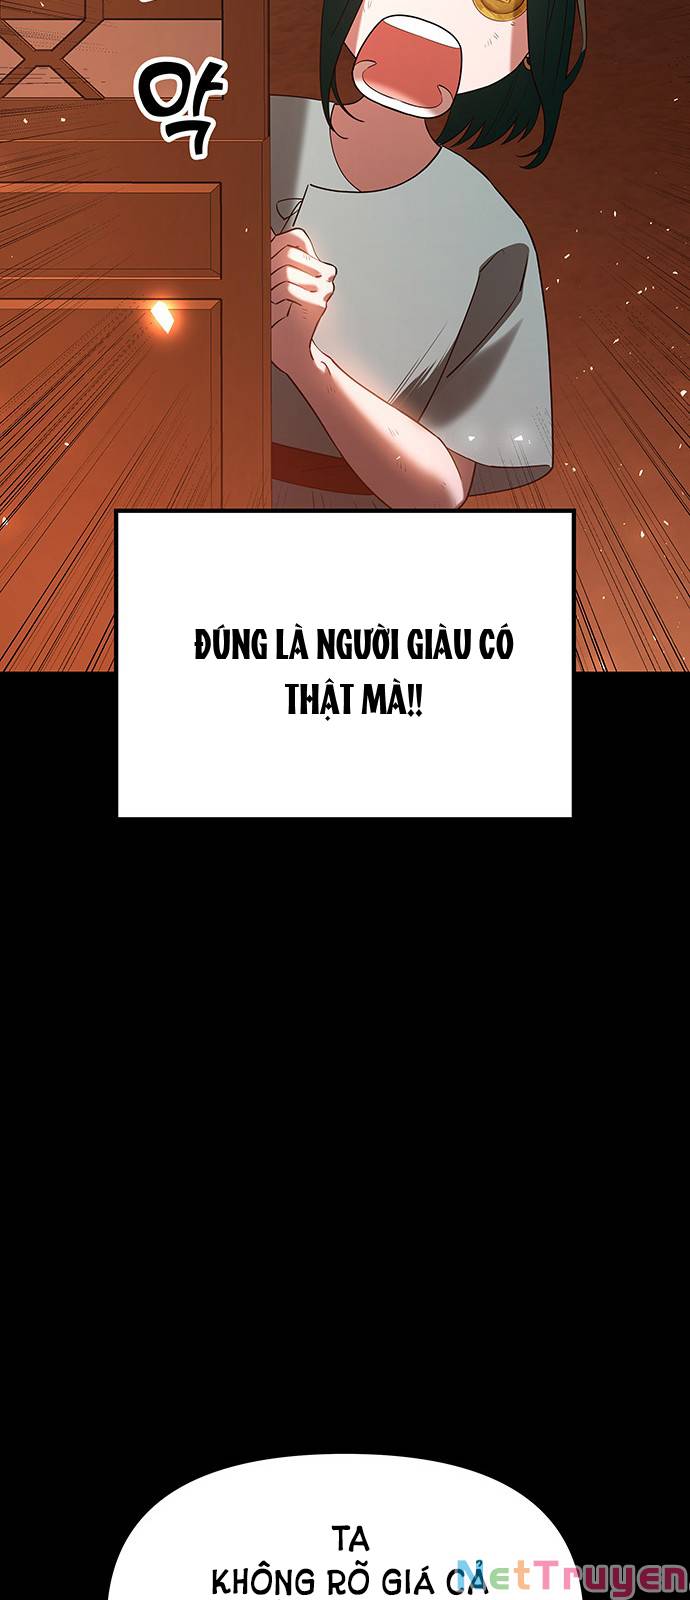 악
ĐÚNG LÀ NGƯỜI GIÀU CÓ
THẬT MÀ!!
TA
KHÔNG RÕ GIÁ CẢ
NetTruyen